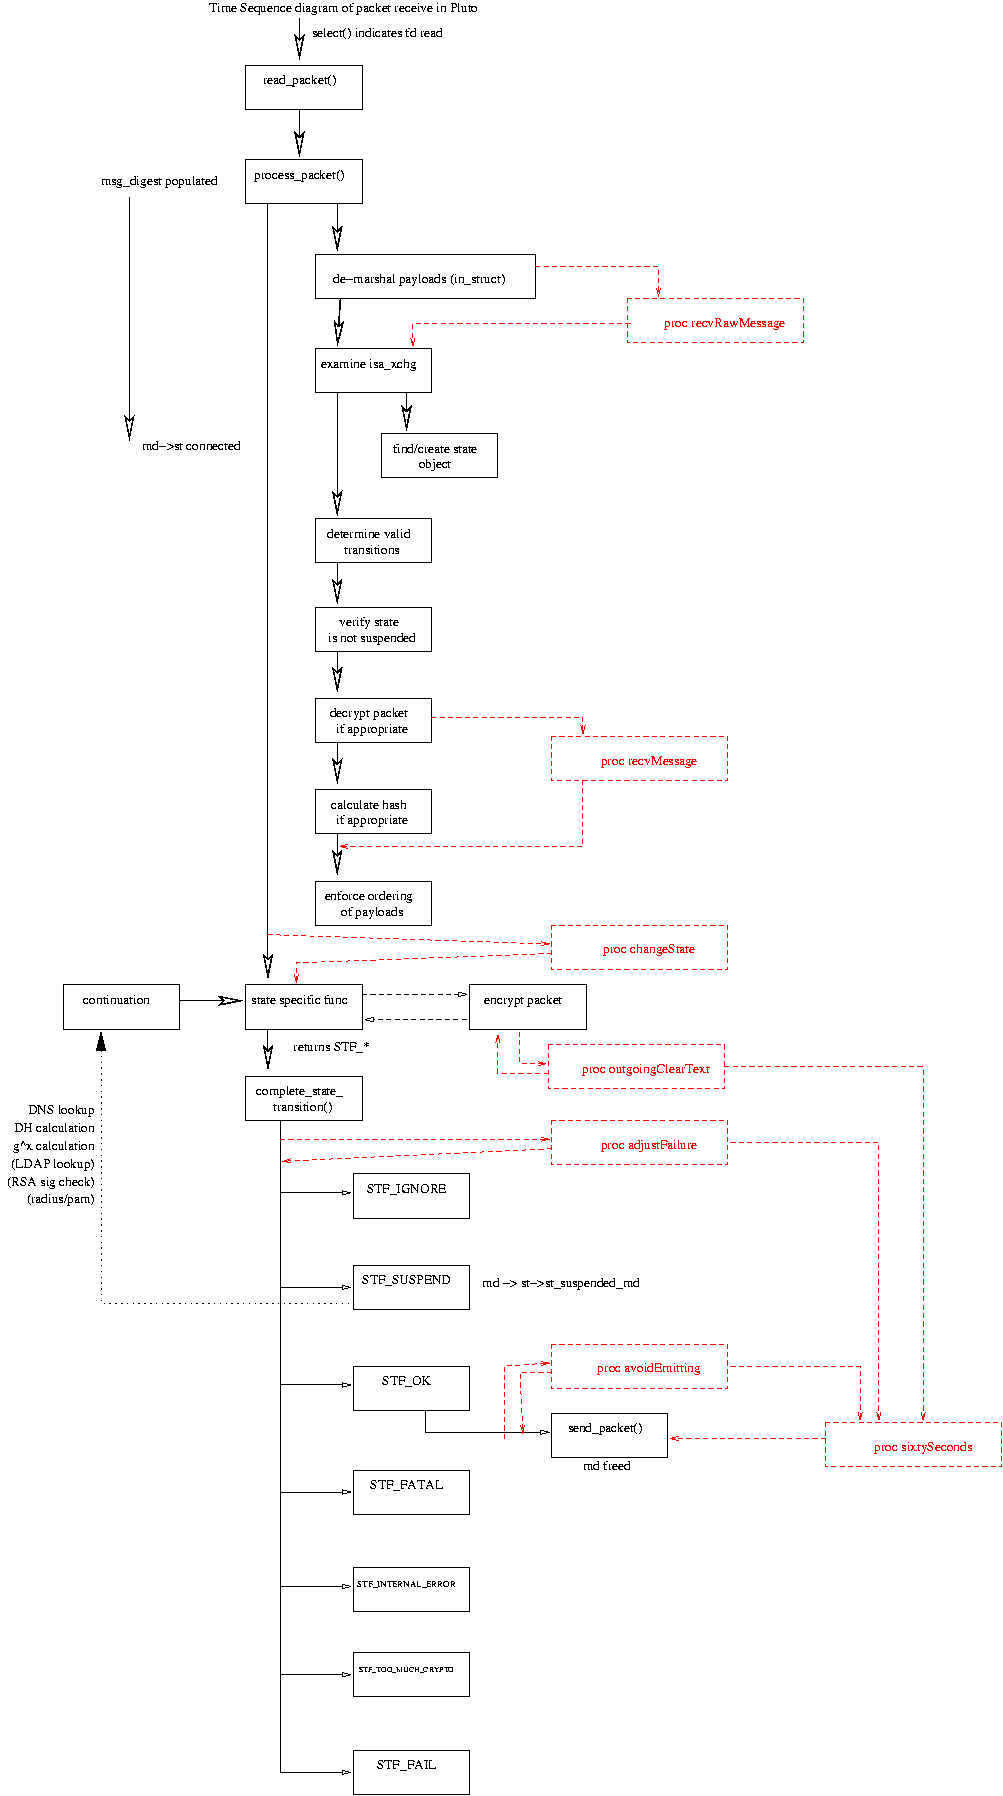 Time Sequence diagram of packet receive in Pluto
select() indicates fd read
read_packet()
process_packet()
msg_digest populated
de-marshal payloads (in_struct)
proc recvRawMessage
examine isa_xchg
md->st connected
find/create state
object
determine valid
transitions
verify state
is not suspended
decrypt packet
if appropriate
proc recvMessage
calculate hash
if appropriate
enforce ordering
of payloads
proc changeState
continuation
state specific func
encrypt packet
returns STF_*
proc outgoingClearText
complete_state_
transition()
DNS lookup
DH calculation
g^x calculation
(LDAP lookup)
(RSA sig check)
(radius/pam)
proc adjustFailure
STF_IGNORE
STF_SUSPEND
md -> st->st_suspended_md
proc avoidEmitting
STF_OK
send_packet()
proc sixtySeconds
md freed
STF_FATAL
STF_INTERNAL_ERROR
STF_TOO_MUCH_CRYPTO
STF_FAIL